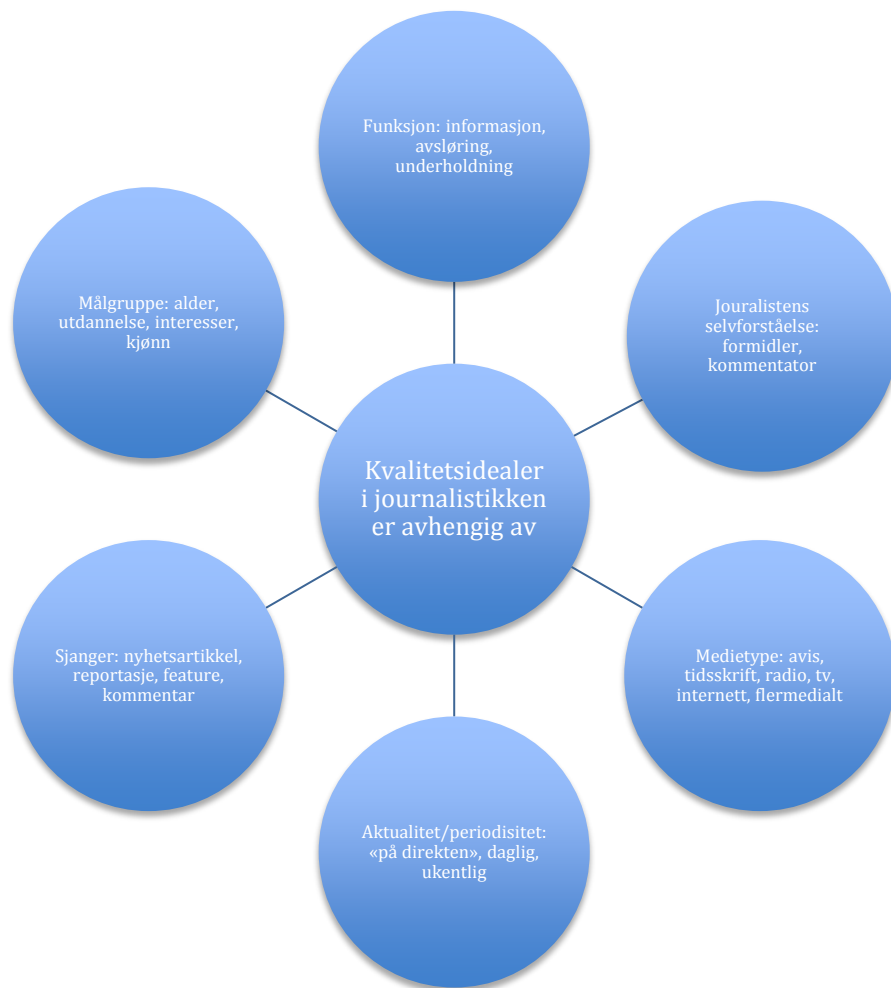 Funksjon: informasjon,
avsløring,
underholdning
Målgruppe: alder,
utdannelse, interesser,
kjønn
Jouralistens
selvforståelse:
formidler,
kommentator
Kvalitetsidealer
i journalistikken
er avhengig av
Sjanger: nyhetsartikkel,
reportasje, feature,
kommentar
Medietype: avis,
tidsskrift, radio, tv,
internett, flermedialt
Aktualitet/periodisitet:
«på direkten», daglig,
ukentlig